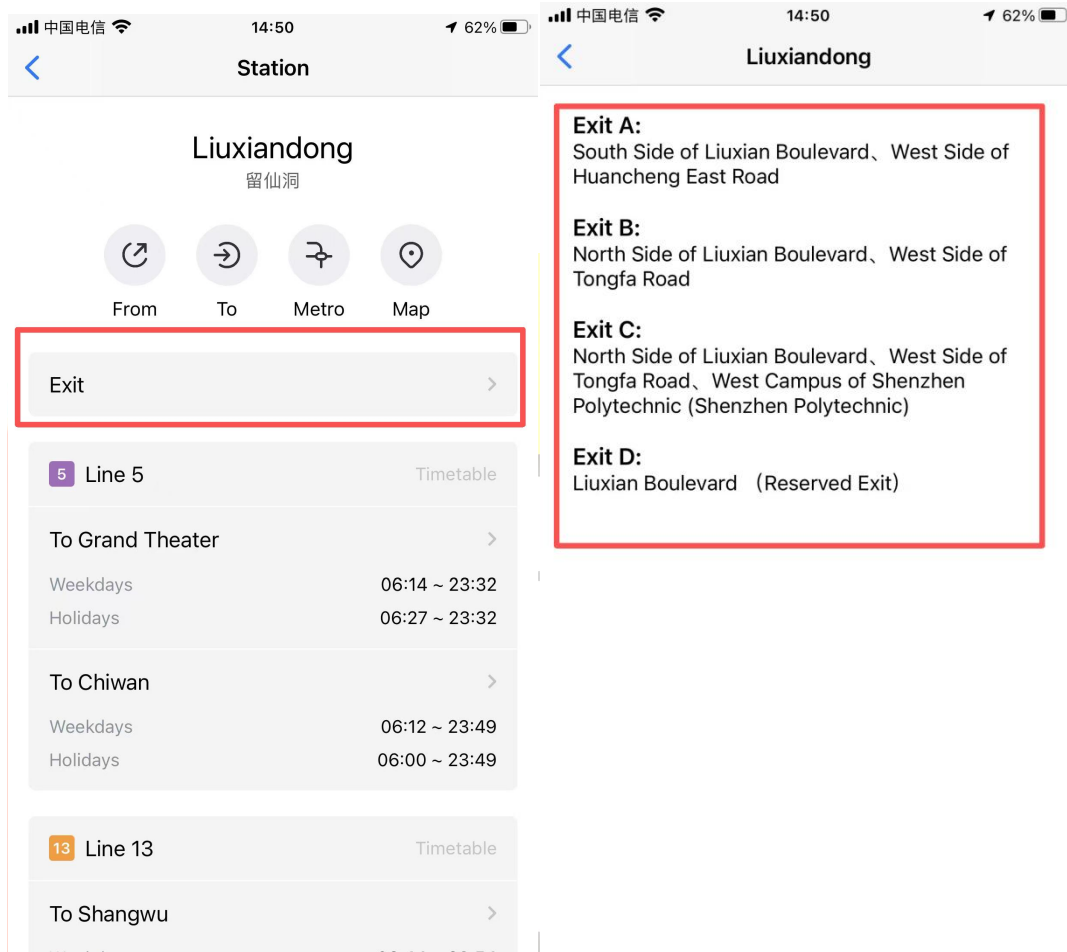 中国电信 14:50 62%
Station
Liuxiandong
留仙洞
From To Metro Map
Exit
5 Line 5 Timetable
To Grand Theater
Weekdays 06:14 ~ 23:32
Holidays 06:27 ~ 23:32
To Chiwan
Weekdays 06:12 ~ 23:49
Holidays 06:00 ~ 23:49
13 Line 13 Timetable
To Shangwu
中国电信 14:50 62%
Liuxiandong
Exit A:
South Side of Liuxian Boulevard、West Side of
Huancheng East Road
Exit B:
North Side of Liuxian Boulevard、West Side of
Tongfa Road
Exit C:
North Side of Liuxian Boulevard、West Side of
Tongfa Road、West Campus of Shenzhen
Polytechnic (Shenzhen Polytechnic)
Exit D:
Liuxian Boulevard （Reserved Exit）